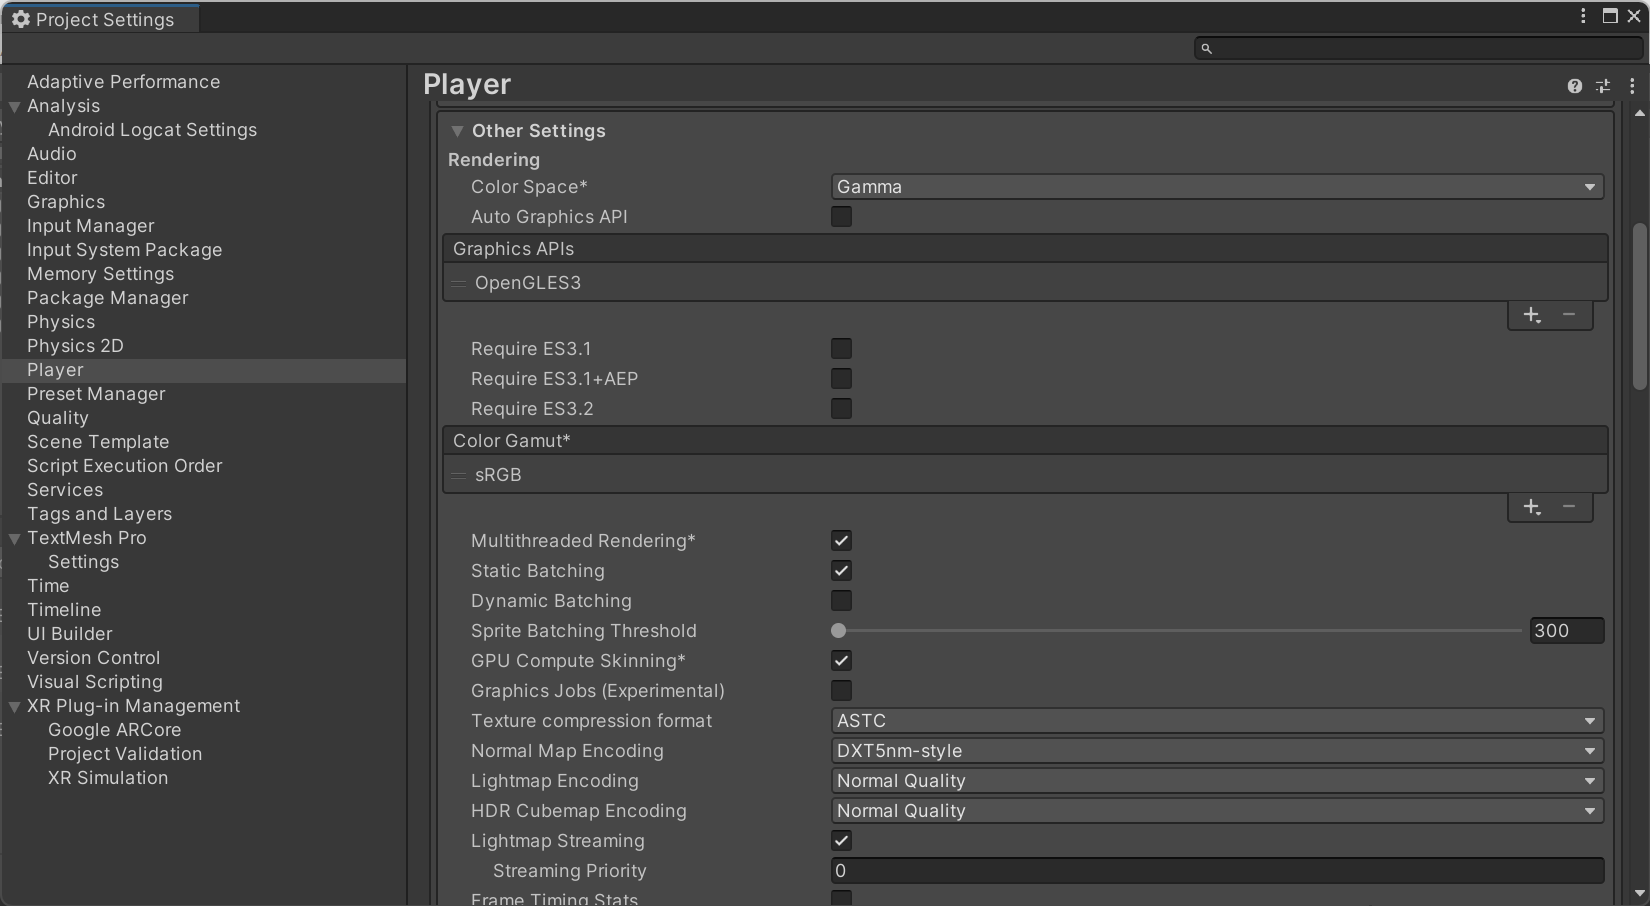 Project Settings
Adaptive Performance
Analysis
Android Logcat Settings
Audio
Editor
Graphics
Input Manager
Input System Package
Memory Settings
Package Manager
Physics
Physics 2D
Player
Preset Manager
Quality
Scene Template
Script Execution Order
Services
Tags and Layers
TextMesh Pro
Settings
Time
Timeline
UI Builder
Version Control
Visual Scripting
XR Plug-in Management
Google ARCore
Project Validation
XR Simulation
Player
Other Settings
Rendering
Color Space* Gamma
Auto Graphics API
Graphics APIs
OpenGLES3
Require ES3.1
Require ES3.1+AEP
Require ES3.2
Color Gamut*
sRGB
Multithreaded Rendering*
Static Batching
Dynamic Batching
Sprite Batching Threshold 300
GPU Compute Skinning*
Graphics Jobs (Experimental)
Texture compression format ASTC
Normal Map Encoding DXT5nm-style
Lightmap Encoding Normal Quality
HDR Cubemap Encoding Normal Quality
Lightmap Streaming
Streaming Priority 0
Frame Timing Stats